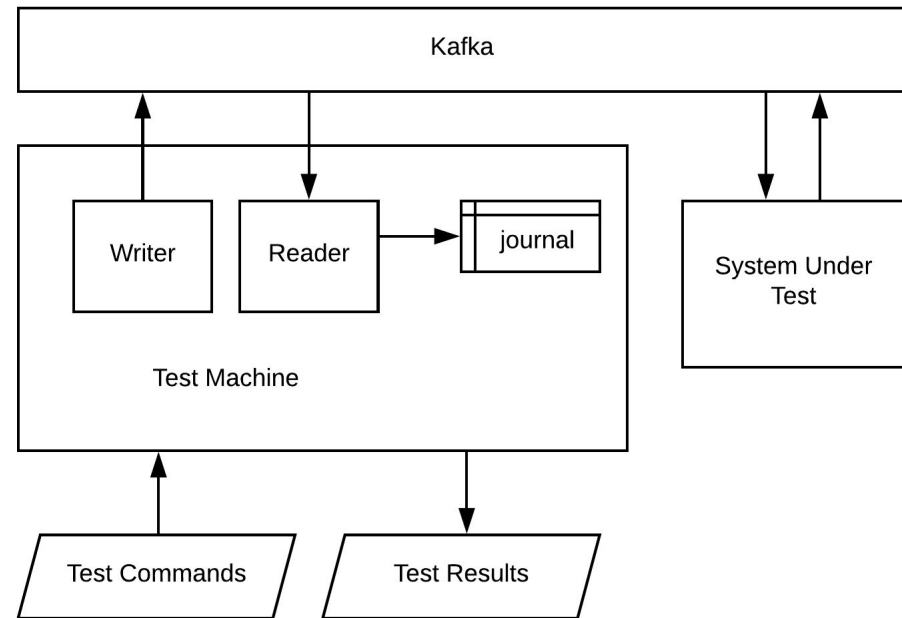 Kafka
Writer
Reader
journal
System Under
Test
Test Machine
Test Commands
Test Results